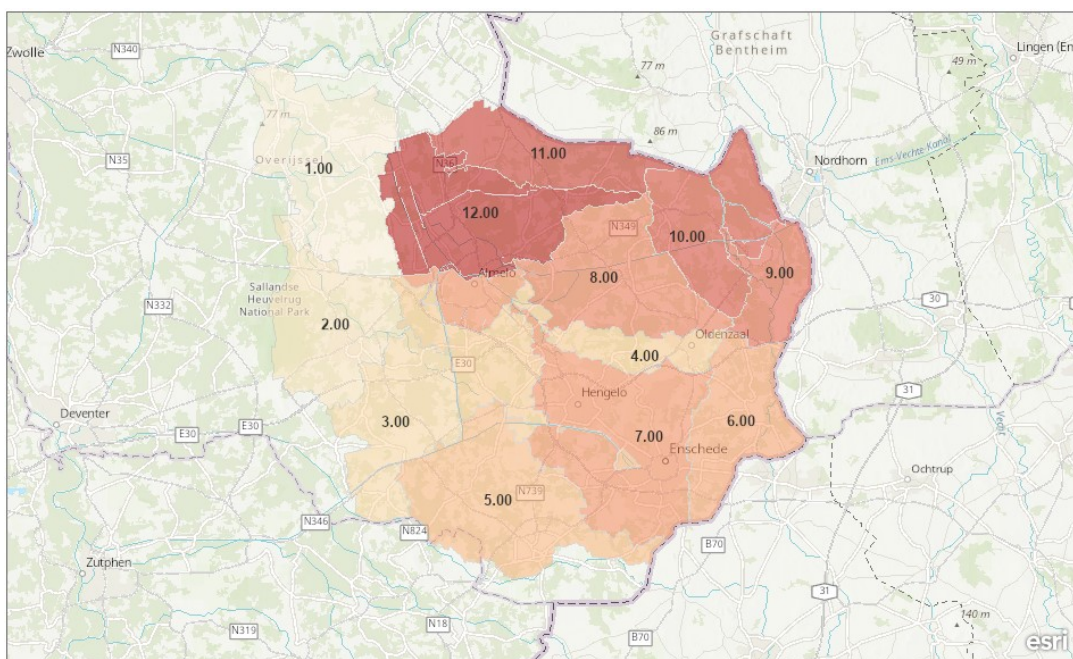 Zwolle
N340
Grafschaft
Bentheim
Lingen (En
77 m
49 m
77 m
86 m
N35
Overijssel
N36
11.00
Nordhorn
Ems-Vechte-Kanal
1.00
12.00
N349
10.00
9.00
Almelo
8.00
Sallandse
Heuvelrug
National Park
N332
30
2.00
4.00
Oldenzaal
E30
Hengelo
31
Deventer
E30
E30
3.00
7.00
6.00
Enschede
Ochtrup
5.00
N739
N346
N824
B70
Zutphen
31
N18
N319
B70
140 m
esri